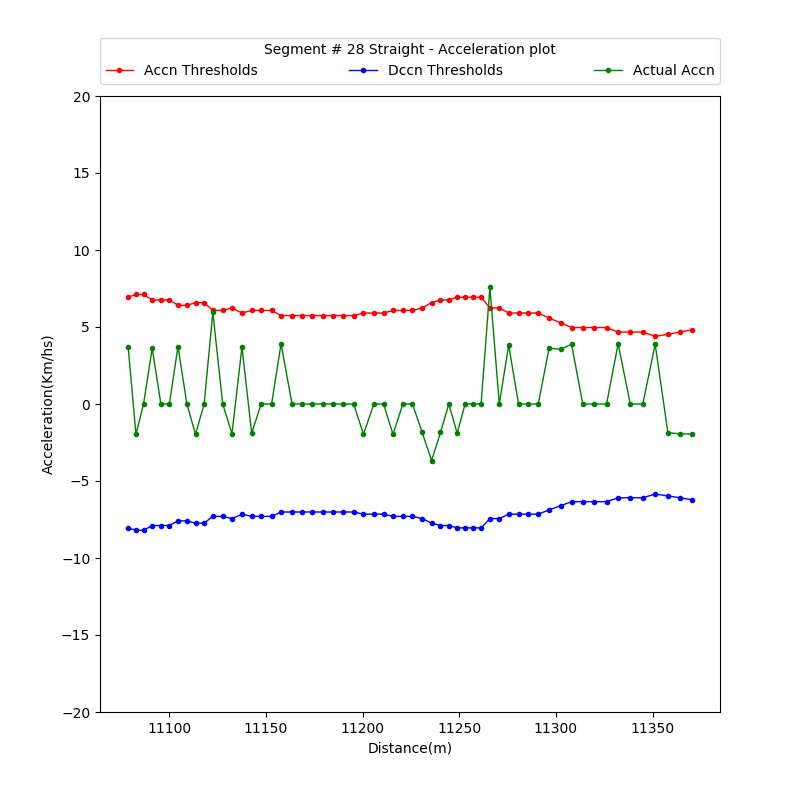 Segment # 28 Straight - Acceleration plot
Accn Thresholds Dccn Thresholds Actual Accn
20
15
10
5
0
−5
−10
−15
−20
Acceleration(Km/hs)
11100 11150 11200 11250 11300 11350
Distance(m)